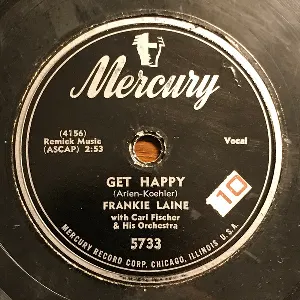 Mercury
(4156)
Remick Music
(ASCAP) 2:53
Vocal
GET HAPPY
(Arlen-Koehler)
FRANKIE LAINE
with Carl Fischer
& His Orchestra
10
5733
MERCURY RECORD CORP. CHICAGO, ILLINOIS U.S.A.